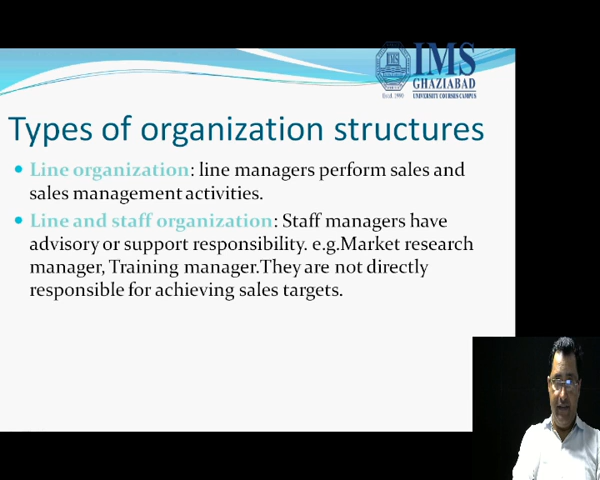 IMS
GHAZIABAD
Estd. 1990
UNIVERSITY COURSES CAMPUS
Types of organization structures
Line organization: line managers perform sales and
sales management activities.
Line and staff organization: Staff managers have
advisory or support responsibility. e.g.Market research
manager, Training manager.They are not directly
responsible for achieving sales targets.